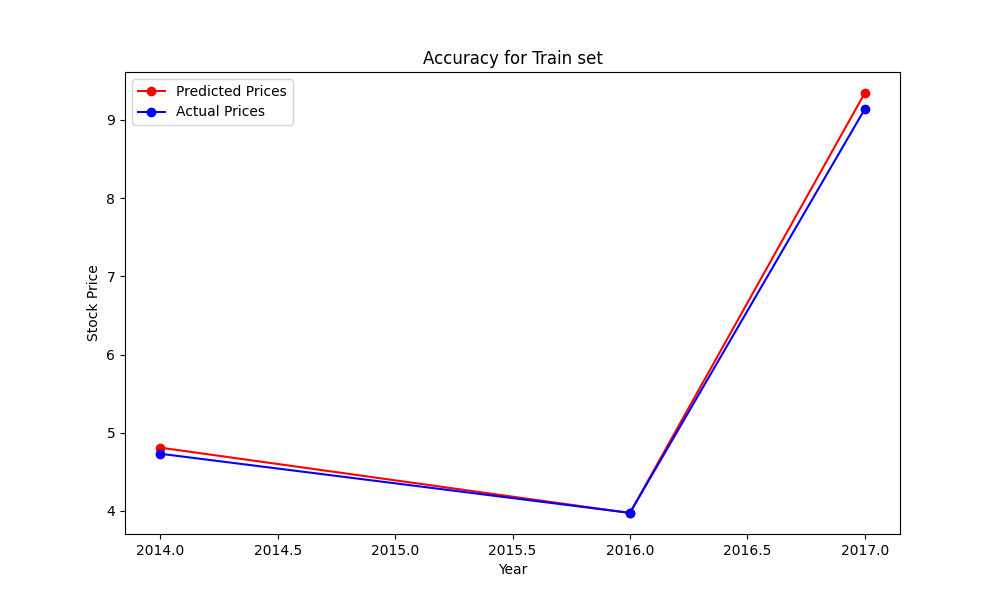 Accuracy for Train set
Predicted Prices
Actual Prices
9
8
7
6
5
4
Stock Price
2014.0 2014.5 2015.0 2015.5 2016.0 2016.5 2017.0
Year